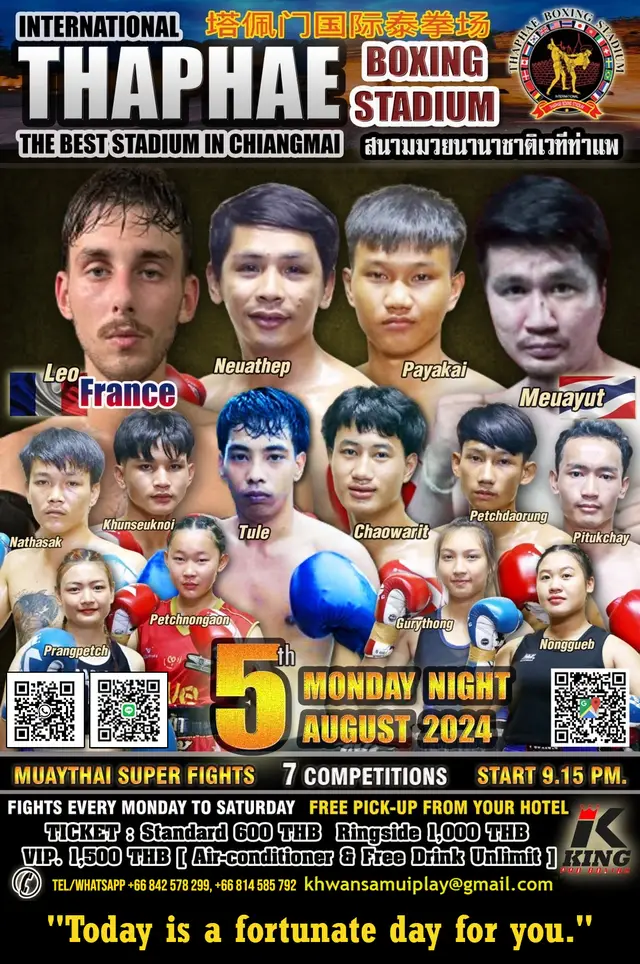 INTERNATIONAL
塔佩门国际泰拳场
THAPHAE
BOXING
STADIUM
THE BEST STADIUM IN CHIANGMAI
สนามมวยนานาชาติเวทีท่าแพ
THAPHAE BOXING STADIUM
INTERNATIONAL
Leo
France
Neuathep
Payakai
Meuayut
Nathasak
Khunseuknoi
Tule
Chaowarit
Petchdaorung
Pitukchay
Prangpetch
Petchnongaon
Gurythong
Nonggueb
5th
MONDAY NIGHT
AUGUST 2024
MUAYTHAI SUPER FIGHTS 7 COMPETITIONS START 9.15 PM.
FIGHTS EVERY MONDAY TO SATURDAY FREE PICK-UP FROM YOUR HOTEL
TICKET : Standard 600 THB Ringside 1,000 THB
VIP. 1,500 THB [ Air-conditioner & Free Drink Unlimit ]
K
KING
TEL/WHATSAPP +66 842 578 299, +66 814 585 792 khwansamuiplay@gmail.com
"Today is a fortunate day for you."